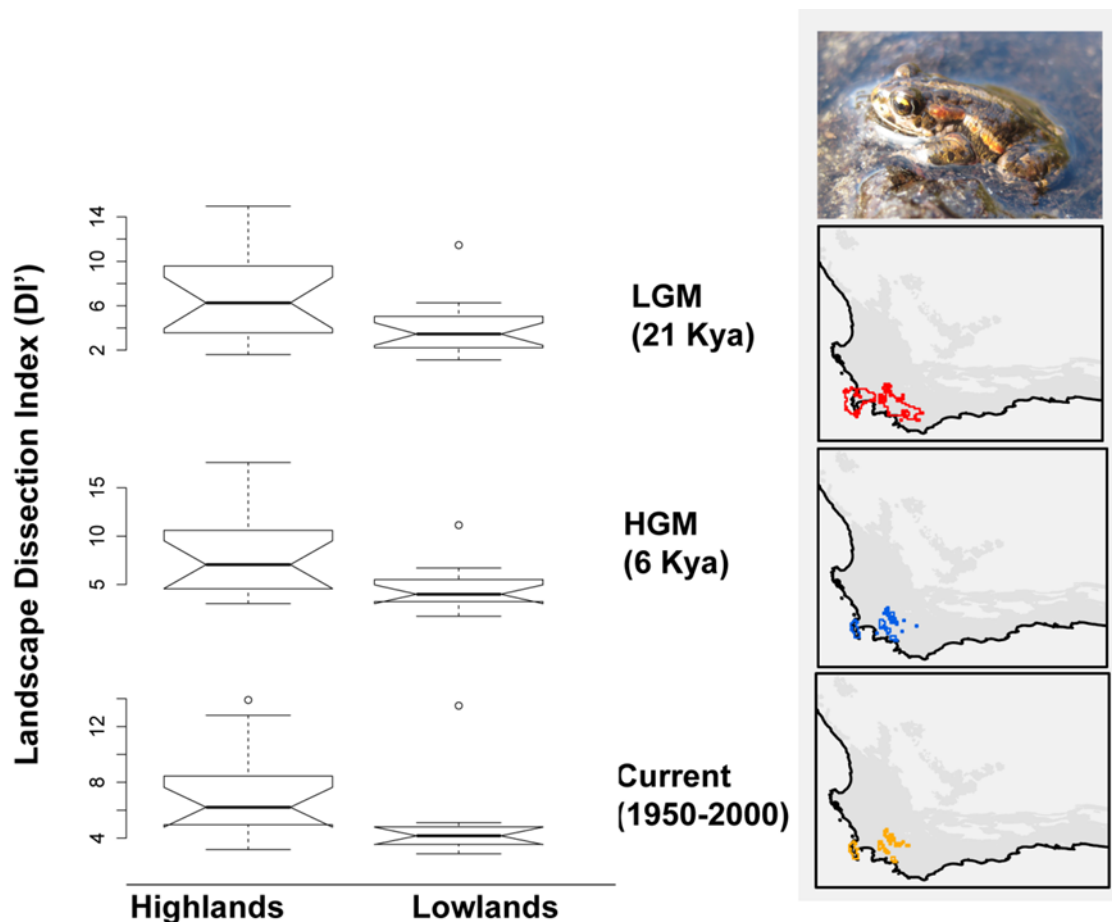 Landscape Dissection Index (DI’)
14
10
6
2
LGM
(21 Kya)
15
10
5
HGM
(6 Kya)
12
8
4
Current
(1950-2000)
Highlands
Lowlands